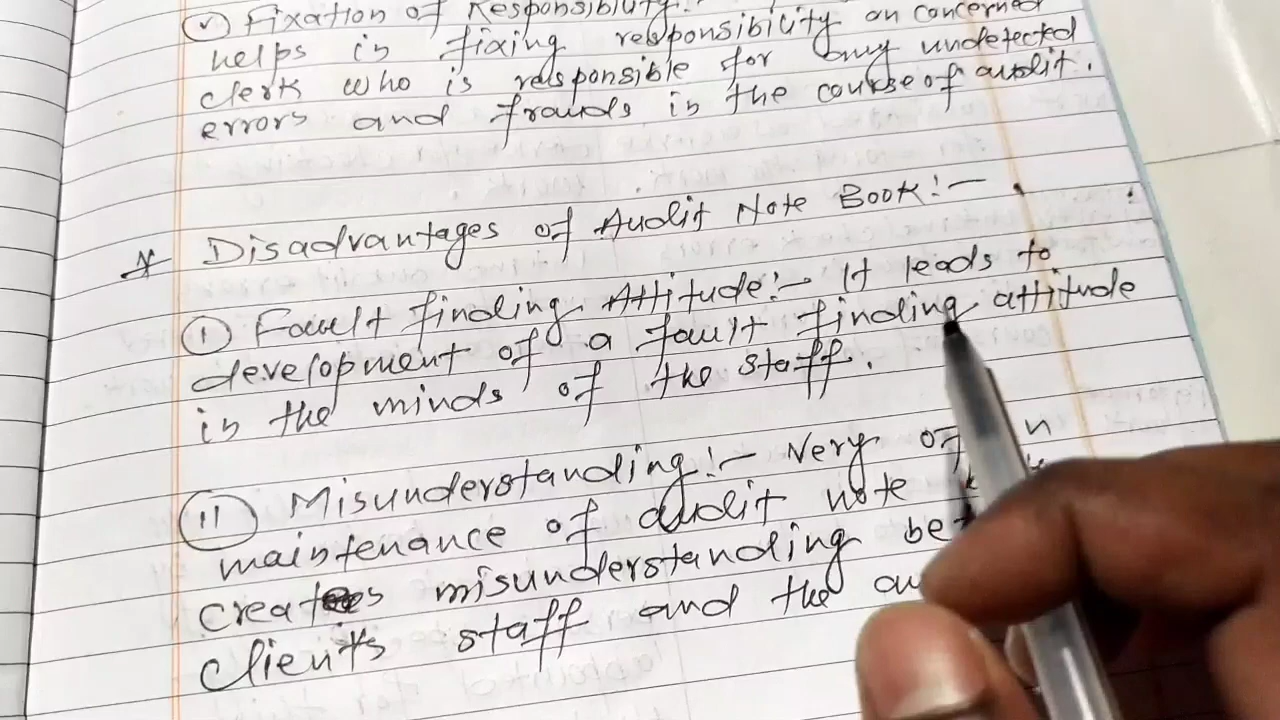 (v) Fixation of Responsibility:-
helps in fixing responsibility on concerned
clerk who is responsible for any undetected
errors and frauds in the course of audit.
* Disadvantages of Audit Note Book:-
(i) Fault finding Attitude:- It leads to
development of a fault finding attitude
in the minds of the staff.
(ii) Misunderstanding:- Very
maintenance of audit note
creates misunderstanding
clients staff and the